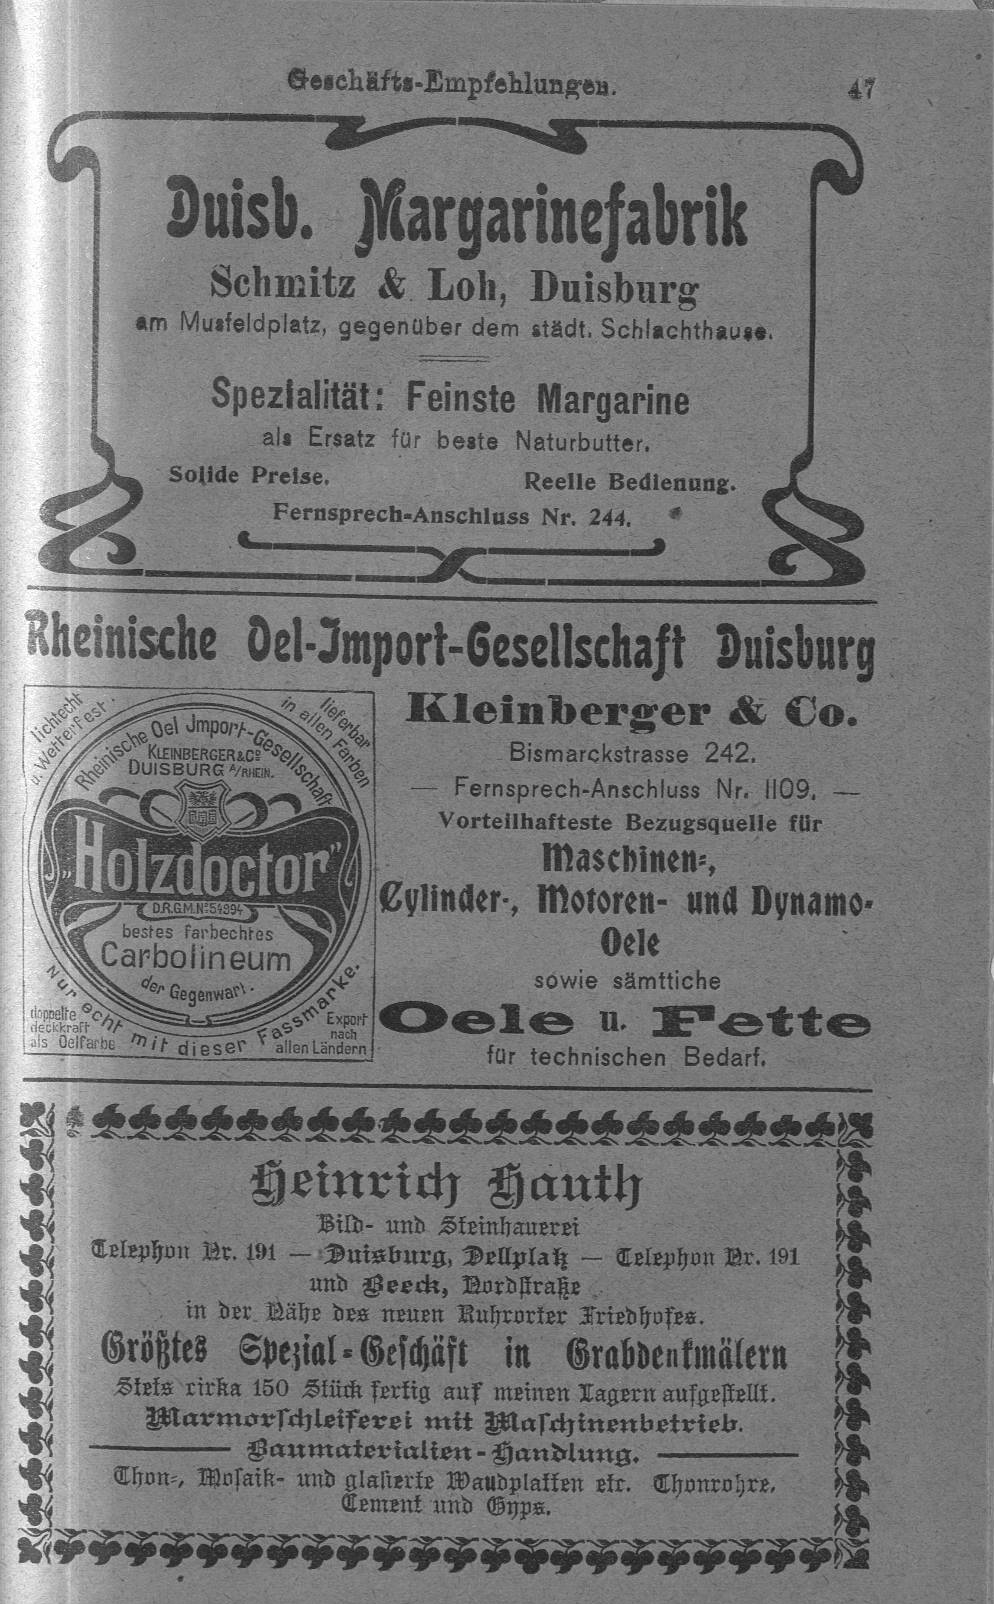 Geschäfts-Empfehlungen. 47
Duisb. Margarinefabrik
Schmitz & Loh, Duisburg
am Musfeldplatz, gegenüber dem städt. Schlachthause.
Spezialität: Feinste Margarine
als Ersatz für beste Naturbutter.
Solide Preise. Reelle Bedienung.
Fernsprech-Anschluss Nr. 244.
Rheinische Oel-Import-Gesellschaft Duisburg
lichtecht
u. Wetterfest.
lieferbar
in allen Farben
Rheinische Oel Import-Gesellschaft
KLEINBERGER & Co
DUISBURG A/RHEIN.
„Holzdoctor"
D.R.G.M. No 54994
bestes farbechtes
Carbolineum
der Gegenwart.
Nur echt mit dieser Fassmarke.
doppelte
deckkraft
als Oelfarbe
Export
nach
allen Ländern
Kleinberger & Co.
Bismarckstrasse 242.
— Fernsprech-Anschluss Nr. 1109. —
Vorteilhafteste Bezugsquelle für
Maschinen-,
Cylinder-, Motoren- und Dynamo-
Oele
sowie sämttiche
Oele u. Fette
für technischen Bedarf.
Heinrich Hauth
Bild- und Steinhauerei
Telephon Nr. 191 — Duisburg, Dellplatz — Telephon Nr. 191
und Beeck, Nordstraße
in der Nähe des neuen Ruhrorter Friedhofes.
Größtes Spezial-Geschäft in Grabdenkmälern
Stets cirka 150 Stück fertig auf meinen Lagern aufgestellt.
Marmorschleiferei mit Maschinenbetrieb.
Baumaterialien-Handlung.
Thon-, Mosaik- und glasierte Wandplatten etc. Thonrohre,
Cement und Gyps.